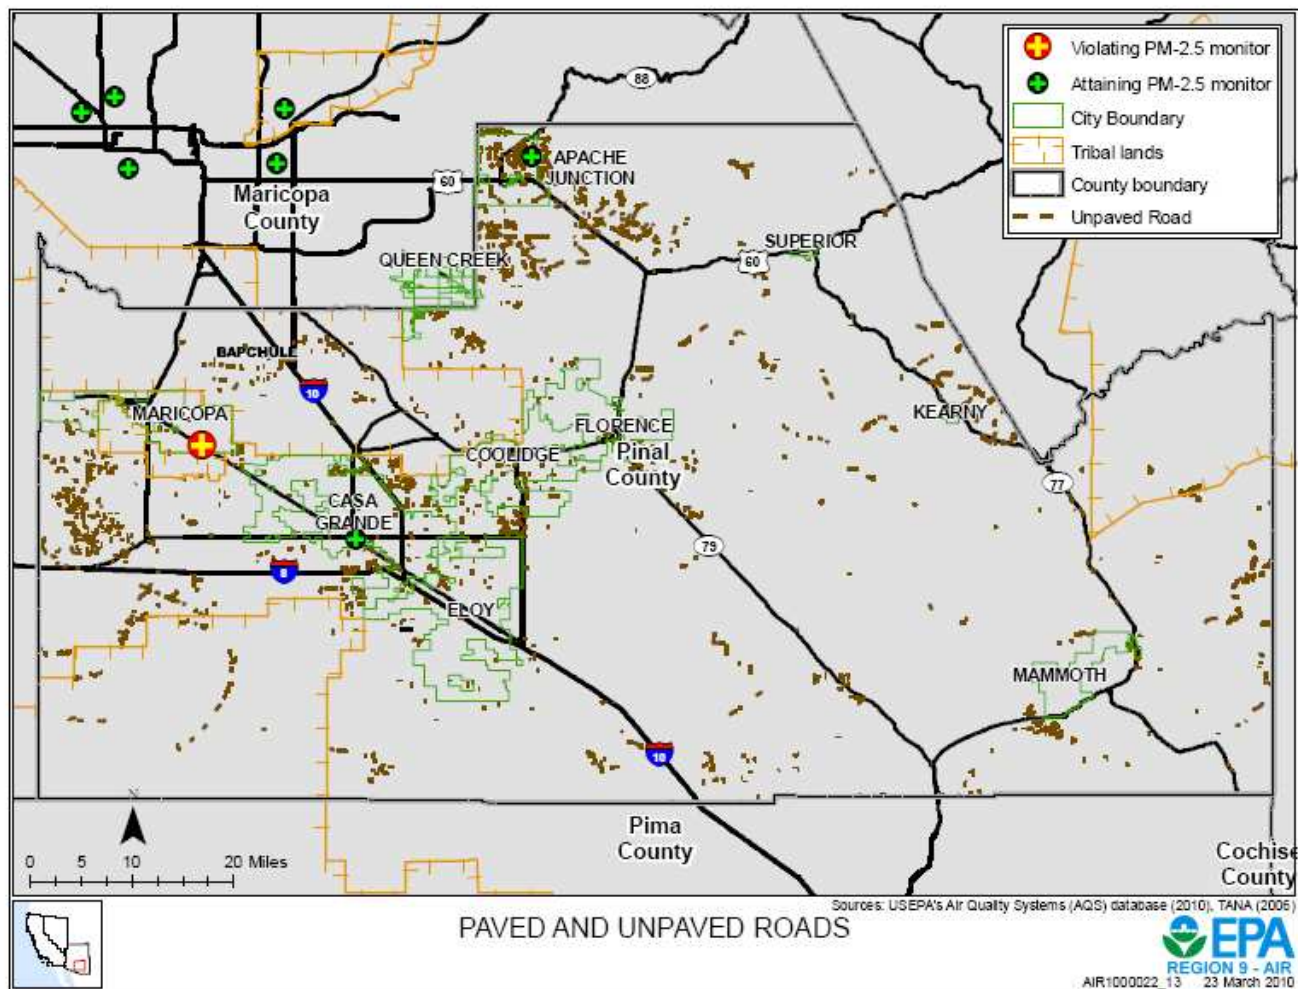 Violating PM-2.5 monitor
Attaining PM-2.5 monitor
City Boundary
Tribal lands
County boundary
Unpaved Road
88
APACHE
JUNCTION
60
Maricopa
County
SUPERIOR
60
QUEEN CREEK
BAPCHULE
10
MARICOPA
KEARNY
FLORENCE
COOLIDGE
Pinal
County
77
CASA
GRANDE
79
8
ELOY
MAMMOTH
10
Pima
County
Cochise
County
N
0 5 10 20 Miles
Sources: USEPA's Air Quality Systems (AQS) database (2010), TANA (2006)
PAVED AND UNPAVED ROADS
EPA
REGION 9 - AIR
AIR1000022_13 23 March 2010